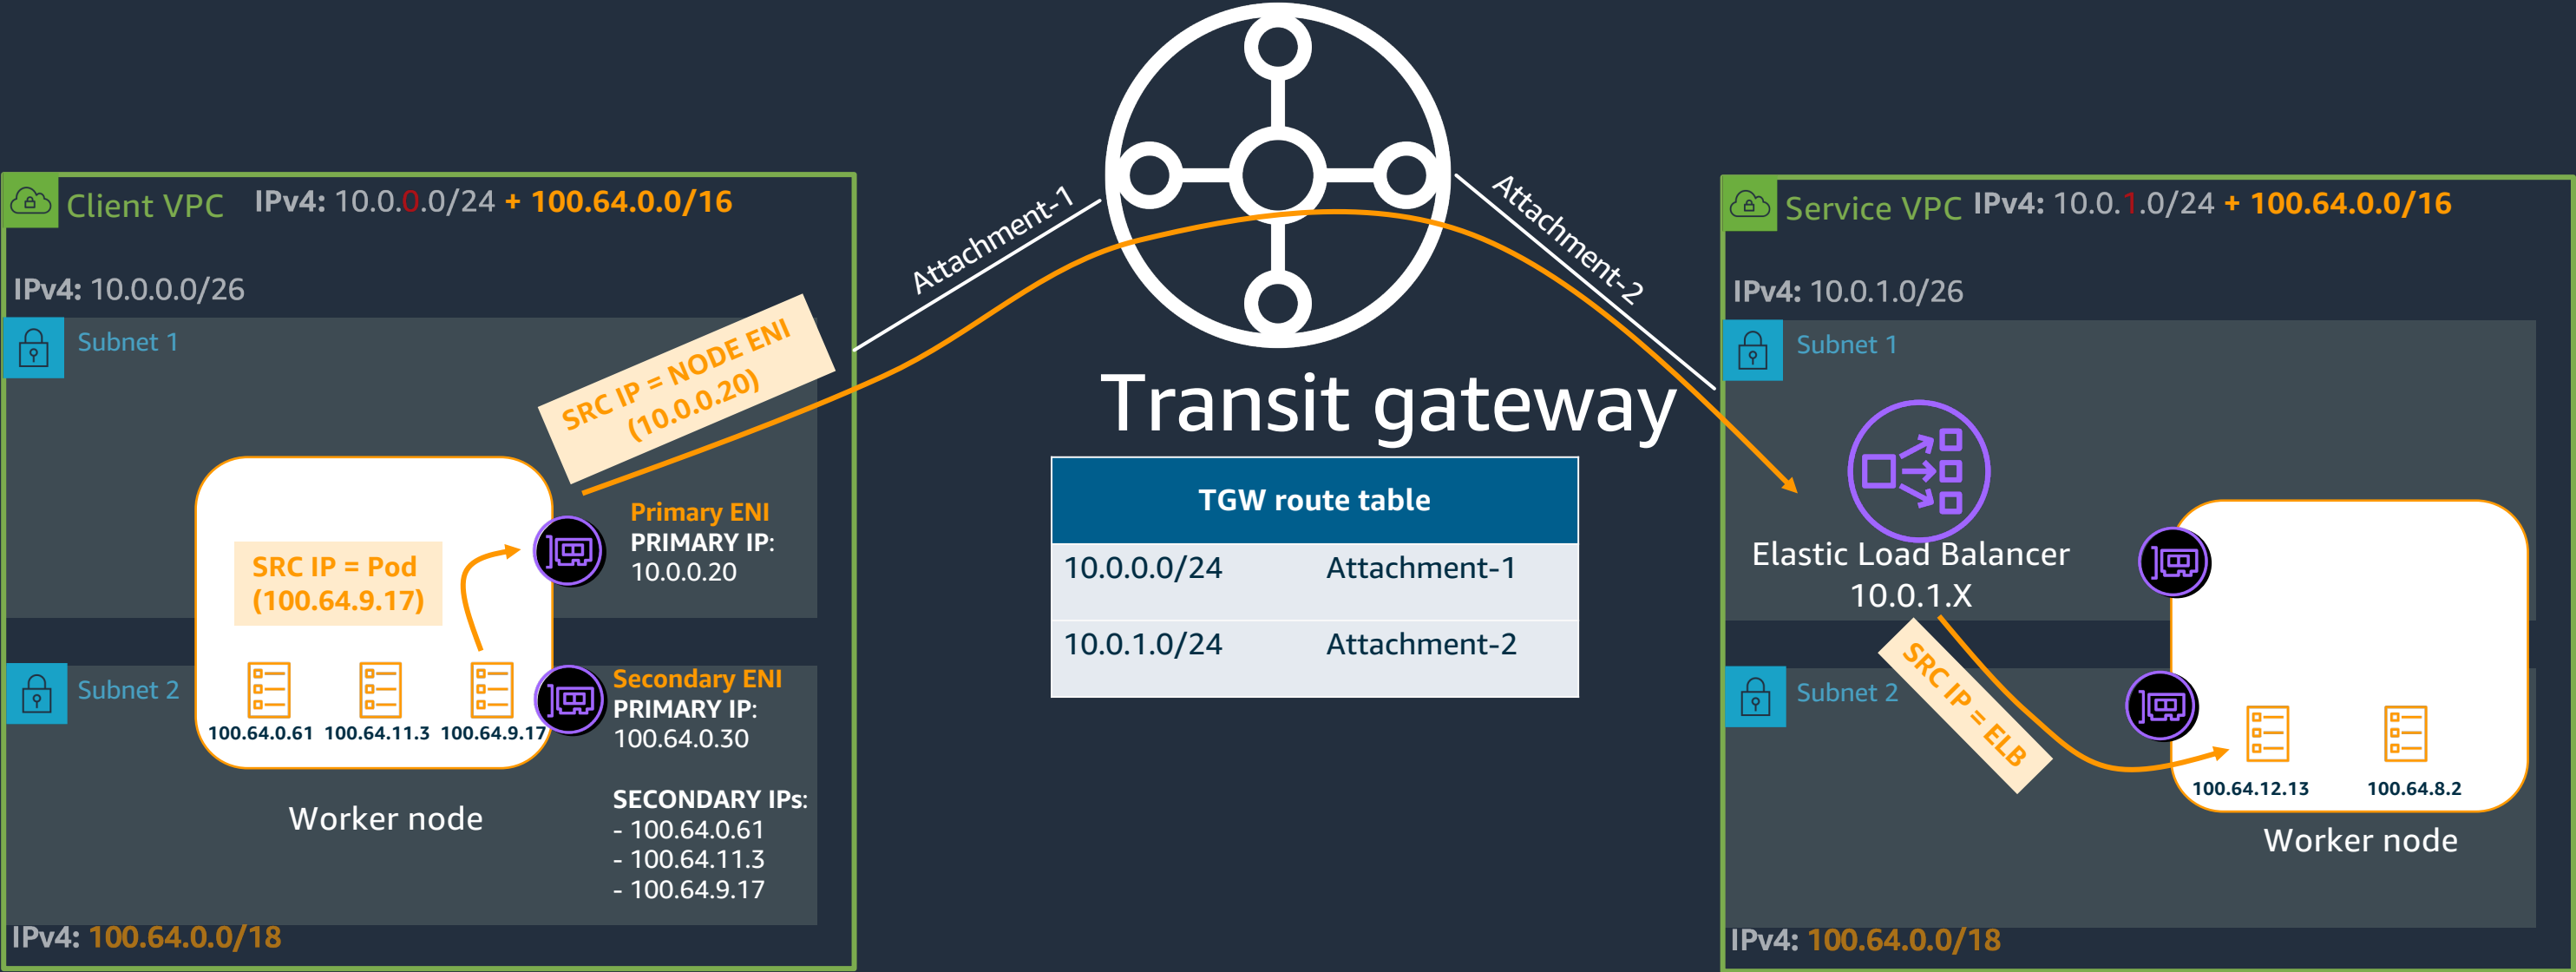 Client VPC IPv4: 10.0.0.0/24 + 100.64.0.0/16
IPv4: 10.0.0.0/26
Subnet 1
SRC IP = NODE ENI
(10.0.0.20)
Primary ENI
PRIMARY IP:
10.0.0.20
SRC IP = Pod
(100.64.9.17)
Subnet 2
100.64.0.61 100.64.11.3 100.64.9.17
Secondary ENI
PRIMARY IP:
100.64.0.30
SECONDARY IPs:
- 100.64.0.61
- 100.64.11.3
- 100.64.9.17
Worker node
IPv4: 100.64.0.0/18
Attachment-1
Attachment-2
Transit gateway
TGW route table
10.0.0.0/24 Attachment-1
10.0.1.0/24 Attachment-2
Service VPC IPv4: 10.0.1.0/24 + 100.64.0.0/16
IPv4: 10.0.1.0/26
Subnet 1
Elastic Load Balancer
10.0.1.X
SRC IP = ELB
Subnet 2
100.64.12.13 100.64.8.2
Worker node
IPv4: 100.64.0.0/18